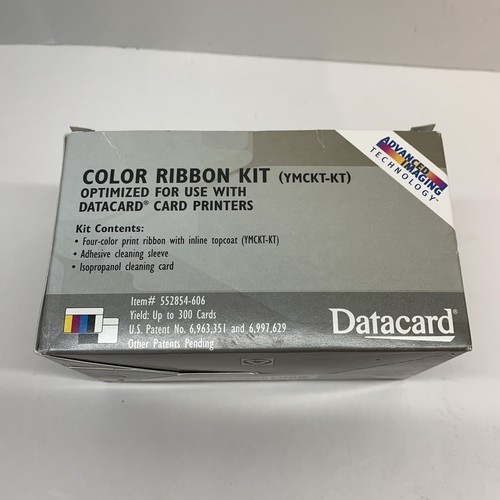 COLOR RIBBON KIT (YMCKT-KT)
OPTIMIZED FOR USE WITH
DATACARD® CARD PRINTERS
ADVANCED
IMAGING
TECHNOLOGY™
Kit Contents:
• Four-color print ribbon with inline topcoat (YMCKT-KT)
• Adhesive cleaning sleeve
• Isopropanol cleaning card
Item# 552854-606
Yield: Up to 300 Cards
U.S. Patent No. 6,963,351 and 6,997,629
Other Patents Pending
Datacard®